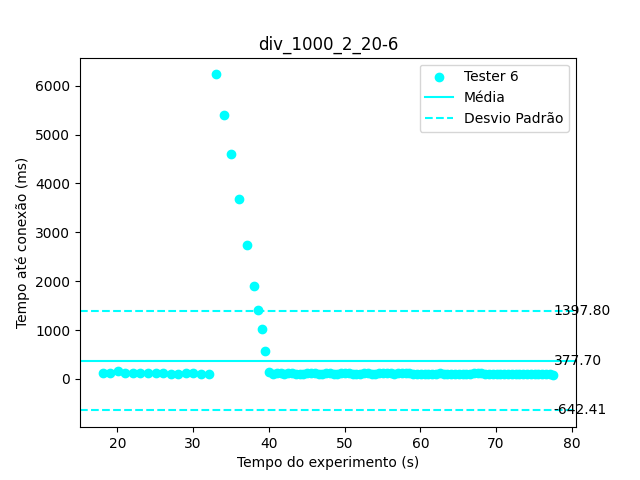 div_1000_2_20-6
Tester 6
Média
Desvio Padrão
6000
5000
4000
3000
2000
1000
0
Tempo até conexão (ms)
1397.80
377.70
-642.41
20
30
40
50
60
70
80
Tempo do experimento (s)